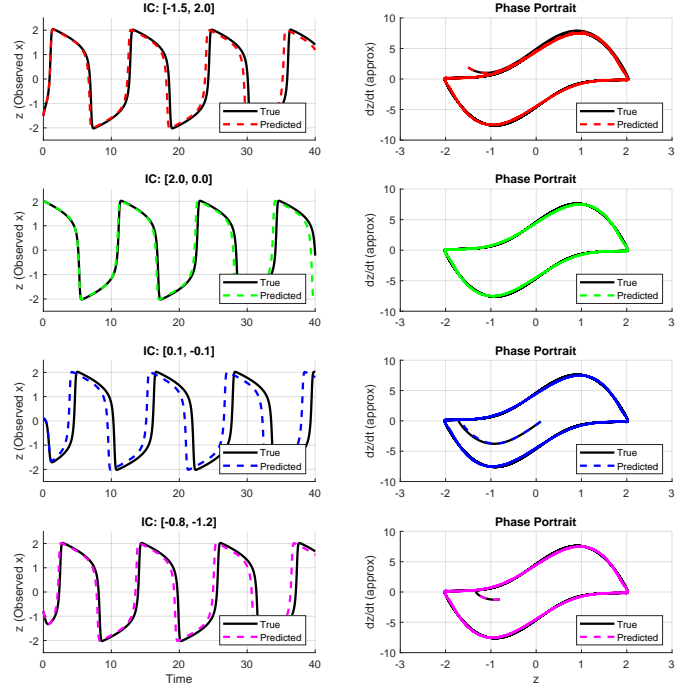 IC: [-1.5, 2.0]
z (Observed x)
2
1
0
-1
-2
0 10 20 30 40
True
Predicted
Phase Portrait
dz/dt (approx)
10
5
0
-5
-10
-3 -2 -1 0 1 2 3
True
Predicted
IC: [2.0, 0.0]
z (Observed x)
2
1
0
-1
-2
0 10 20 30 40
True
Predicted
Phase Portrait
dz/dt (approx)
10
5
0
-5
-10
-3 -2 -1 0 1 2 3
True
Predicted
IC: [0.1, -0.1]
z (Observed x)
2
1
0
-1
-2
0 10 20 30 40
True
Predicted
Phase Portrait
dz/dt (approx)
10
5
0
-5
-10
-3 -2 -1 0 1 2 3
True
Predicted
IC: [-0.8, -1.2]
z (Observed x)
2
1
0
-1
-2
0 10 20 30 40
Time
True
Predicted
Phase Portrait
dz/dt (approx)
10
5
0
-5
-10
-3 -2 -1 0 1 2 3
z
True
Predicted